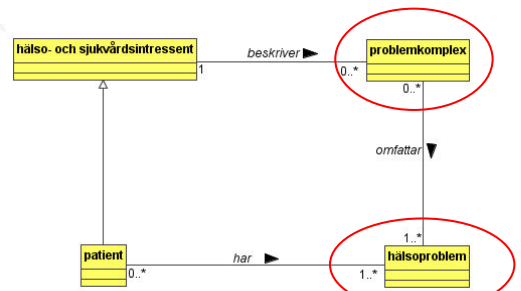 hälso- och sjukvårdsintressent
beskriver
problemkomplex
1
0..*
0..*
omfattar
1..*
patient
har
hälsoproblem
0..*
1..*